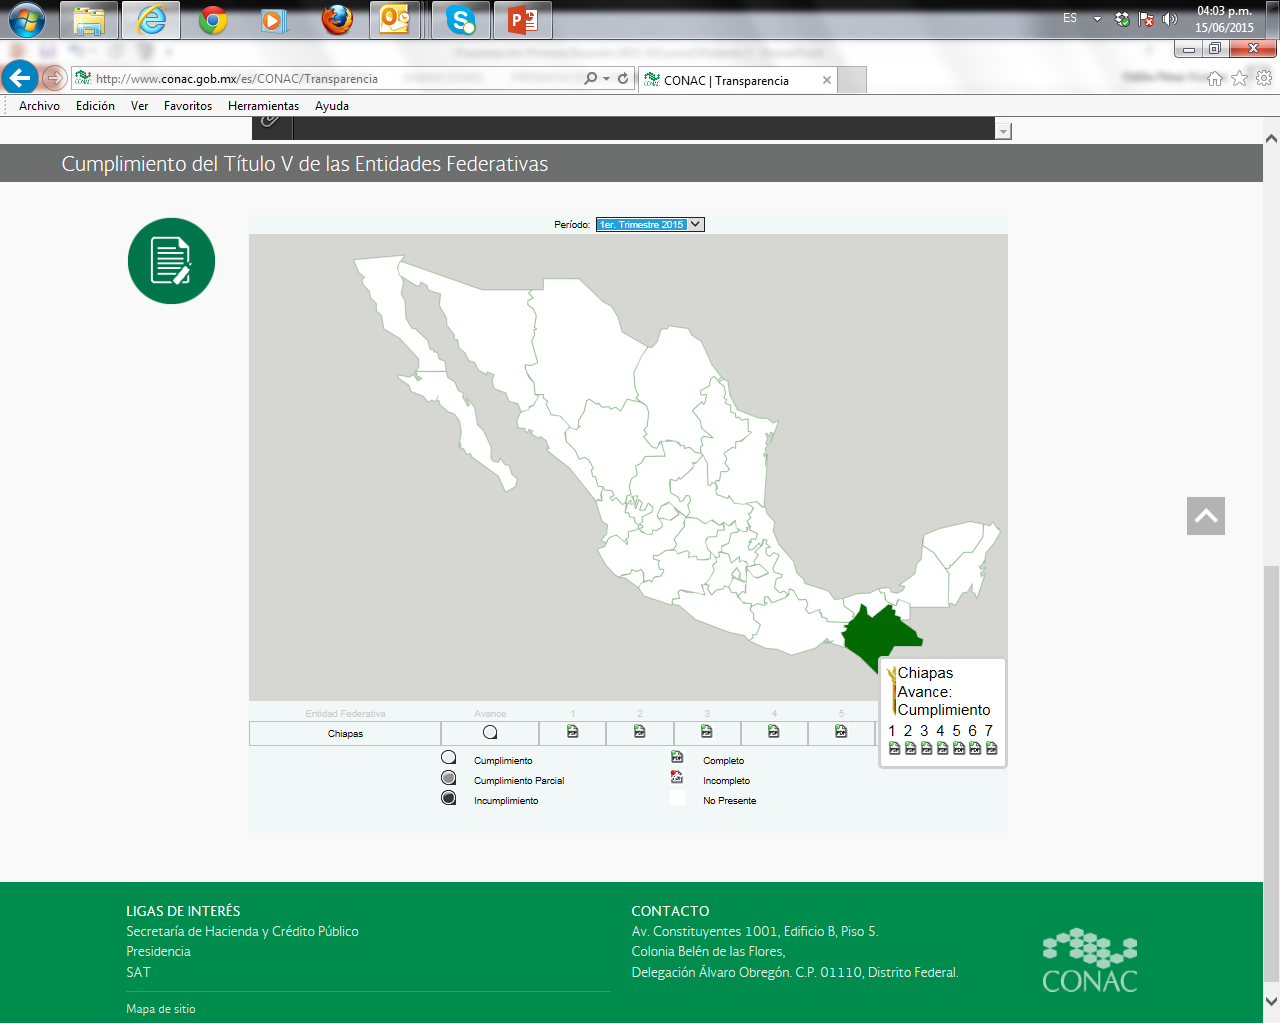 ES
04:03 p.m.
15/06/2015
http://www.conac.gob.mx/es/CONAC/Transparencia
CONAC | Transparencia
Archivo Edición Ver Favoritos Herramientas Ayuda
Cumplimiento del Título V de las Entidades Federativas
Período: 1er. Trimestre 2015
Chiapas
Avance:
Cumplimiento
1 2 3 4 5 6 7
Entidad Federativa Avance 1 2 3 4 5
Chiapas
Cumplimiento Completo
Cumplimiento Parcial Incompleto
Incumplimiento No Presente
LIGAS DE INTERÉS
Secretaría de Hacienda y Crédito Público
Presidencia
SAT
Mapa de sitio
CONTACTO
Av. Constituyentes 1001, Edificio B, Piso 5.
Colonia Belén de las Flores,
Delegación Álvaro Obregón. C.P. 01110, Distrito Federal.
CONAC